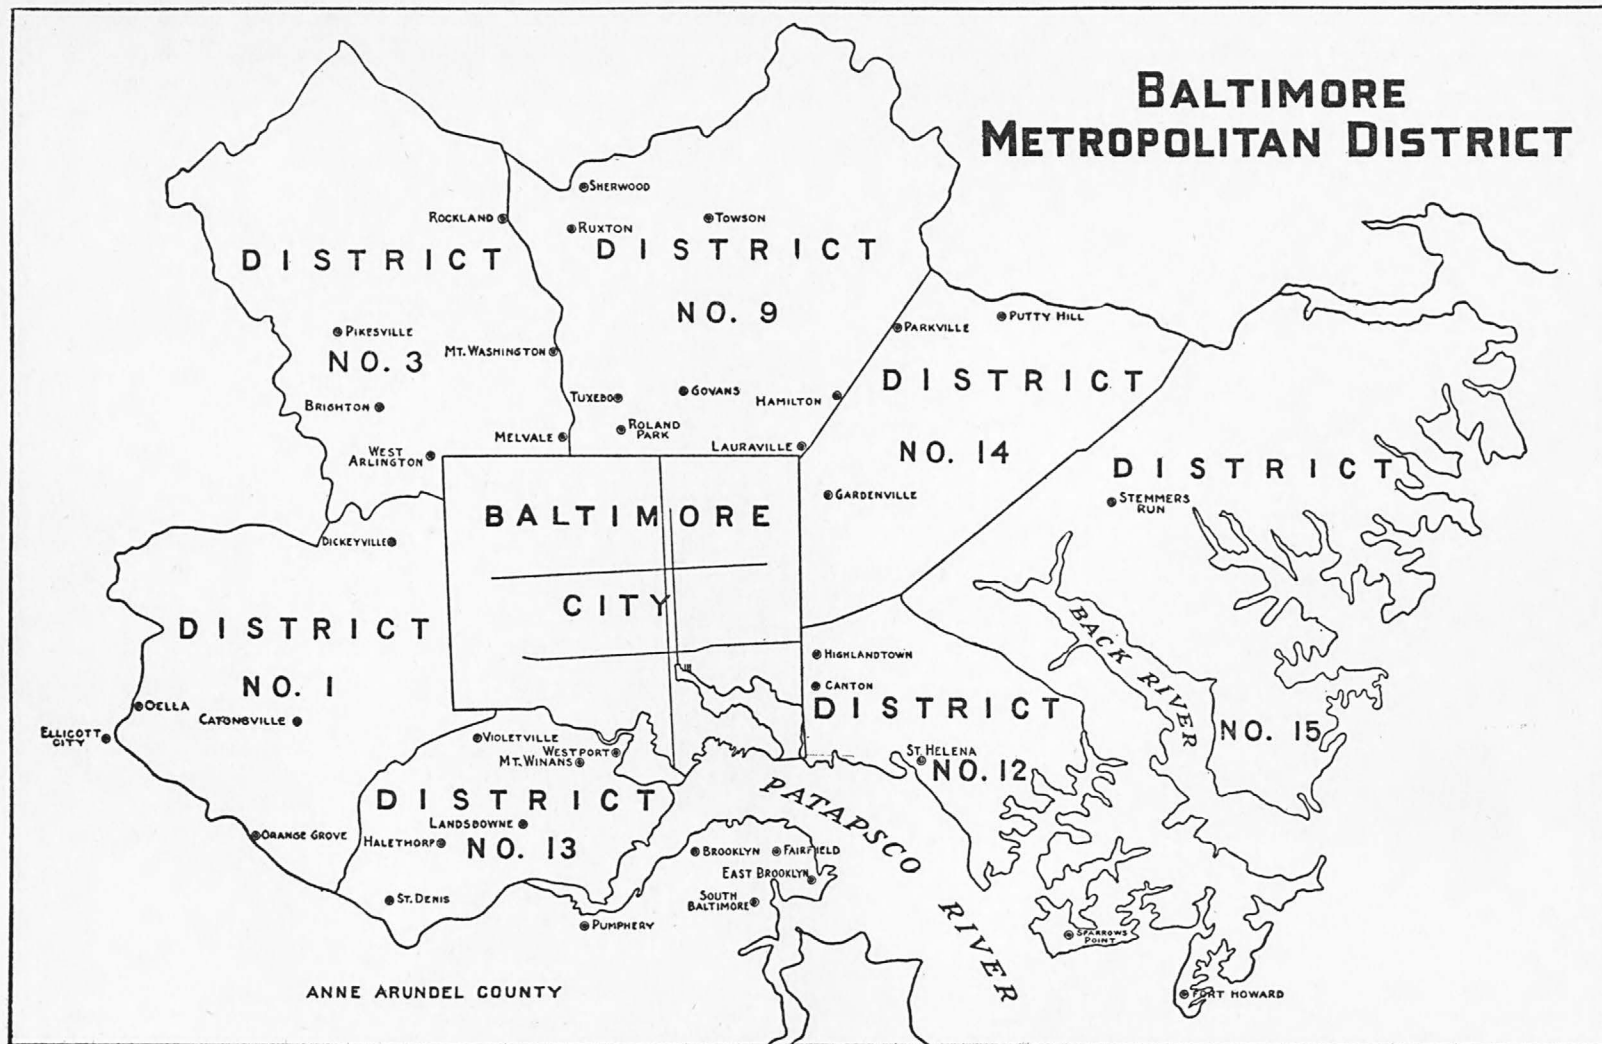 BALTIMORE
METROPOLITAN DISTRICT
SHERWOOD
ROCKLAND
TOWSON
RUXTON
DISTRICT
NO. 3
DISTRICT
NO. 9
PIKESVILLE
MT. WASHINGTON
PARKVILLE
PUTTY HILL
BRIGHTON
TUXEDO
GOVANS
HAMILTON
DISTRICT
NO. 14
MELVALE
ROLAND
PARK
LAURAVILLE
WEST
ARLINGTON
GARDENVILLE
DISTRICT
NO. 15
STEMMERS
RUN
BALTIMORE
CITY
DICKEYVILLE
DISTRICT
NO. 1
BACK RIVER
HIGHLANDTOWN
CANTON
DISTRICT
NO. 12
OELLA
CATONSVILLE
ELLICOTT
CITY
VIOLETVILLE
WESTPORT
MT. WINANS
ST. HELENA
DISTRICT
NO. 13
PATAPSCO RIVER
LANDSDOWNE
ORANGE GROVE
HALETHORP
BROOKLYN
FAIRFIELD
EAST BROOKLYN
ST. DENIS
SOUTH
BALTIMORE
PUMPHERY
SPARROWS
POINT
ANNE ARUNDEL COUNTY
FORT HOWARD